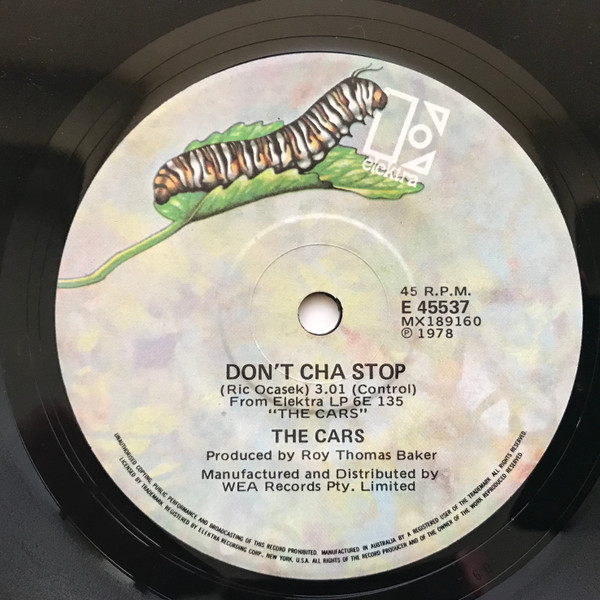 elektra
45 R.P.M.
E 45537
MX189160
Ⓟ 1978
DON'T CHA STOP
(Ric Ocasek) 3.01 (Control)
From Elektra LP 6E 135
"THE CARS"
THE CARS
Produced by Roy Thomas Baker
Manufactured and Distributed by
WEA Records Pty. Limited
UNAUTHORISED COPYING, PUBLIC PERFORMANCE AND BROADCASTING OF THIS RECORD PROHIBITED. MANUFACTURED IN AUSTRALIA BY A REGISTERED USER OF THE TRADEMARK. ALL RIGHTS RESERVED.
LICENSED BY TRADEMARK REGISTERED BY ELEKTRA RECORDING CORP. NEW YORK, U.S.A. ALL RIGHTS OF THE RECORD PRODUCER AND OF THE OWNER OF THE WORK REPRODUCED RESERVED.